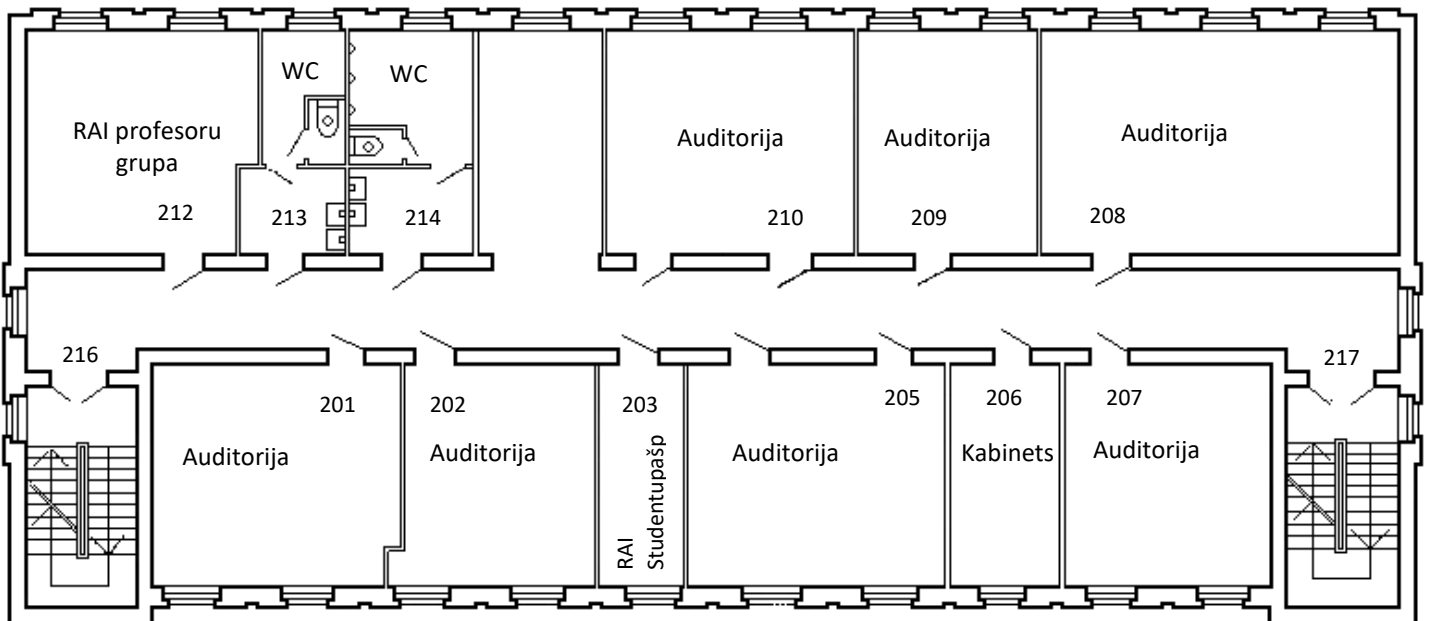 WC
WC
RAI profesoru
grupa
Auditorija
Auditorija
Auditorija
212
213
214
210
209
208
216
217
201
202
203
205
206
207
Auditorija
Auditorija
RAI
Studentupašp
Auditorija
Kabinets
Auditorija